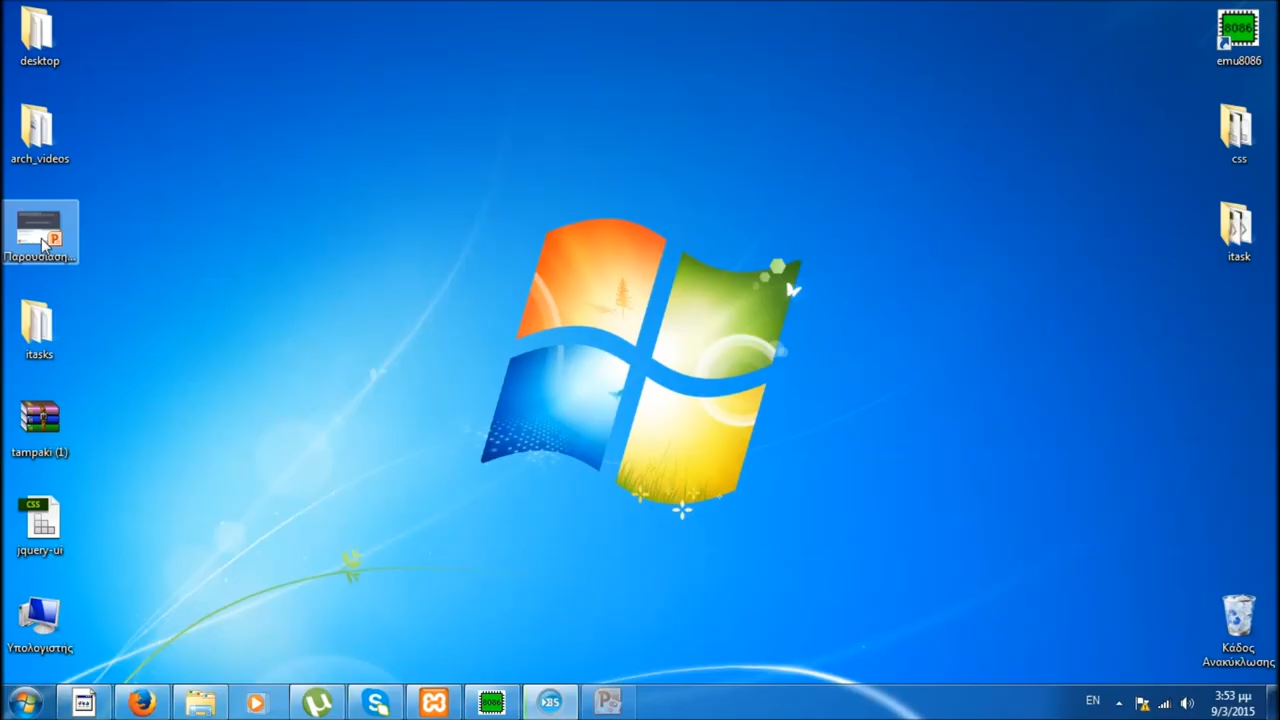 desktop
arch_videos
Παρουσίαση...
itasks
tampaki (1)
CSS
jquery-ui
Υπολογιστής
8086
emu8086
css
itask
Κάδος
Ανακύκλωσης
8086
EN
3:53 μμ
9/3/2015